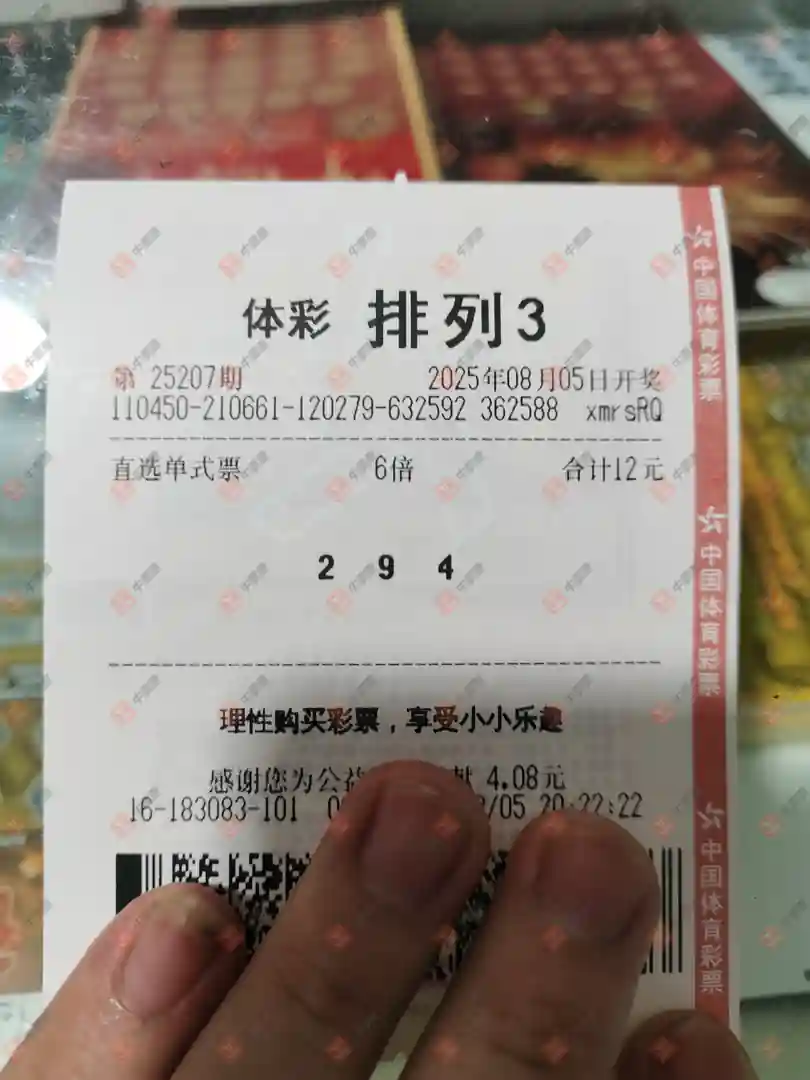 体彩 排列3
第 25207期 2025年08月05日开奖
110450-210661-120279-632592 362588 xmrsRQ
直选单式票 6倍 合计12元
2 9 4
理性购买彩票，享受小小乐趣
感谢您为公益 4.08元
16-183083-101 /05 20:22:22
中国体育彩票
中国体育彩票
中国体育彩票